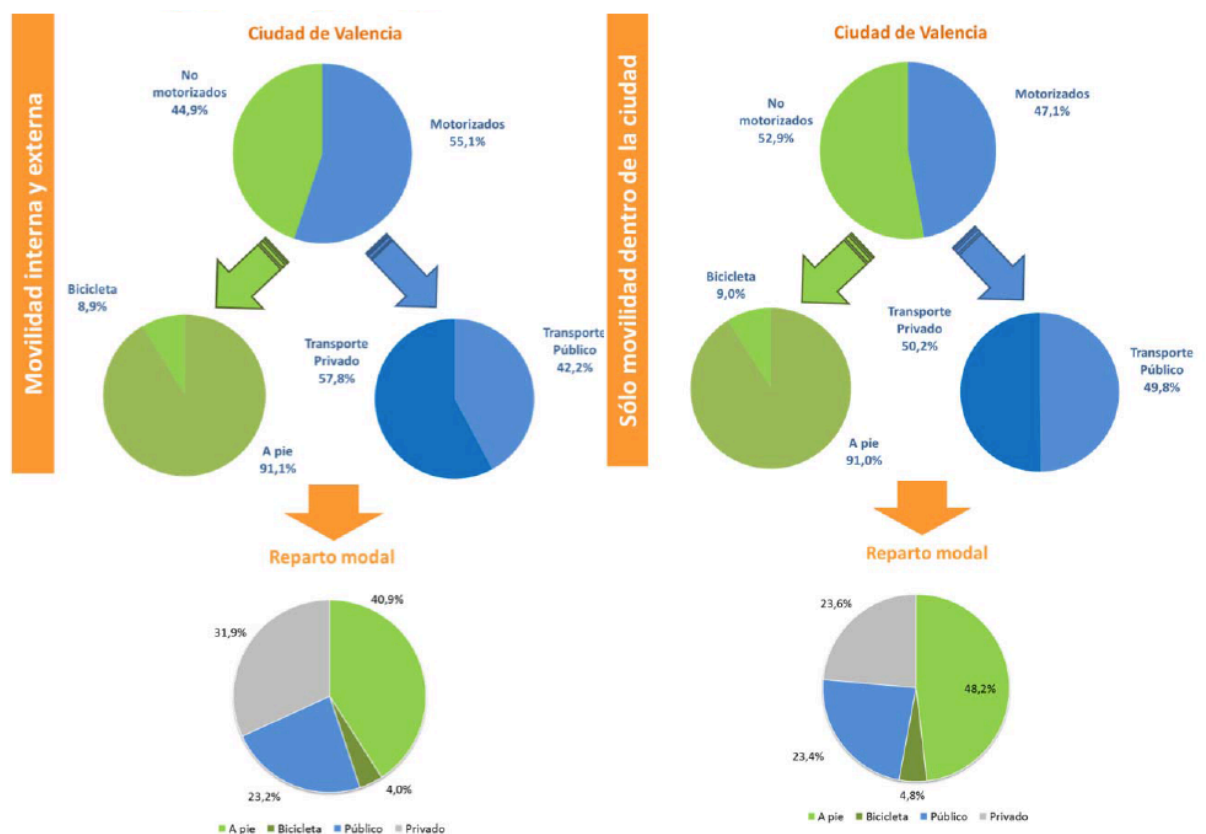 Movilidad interna y externa
Ciudad de Valencia
No
motorizados
44,9%
Motorizados
55,1%
Bicicleta
8,9%
Transporte
Privado
57,8%
Transporte
Público
42,2%
A pie
91,1%
Reparto modal
40,9%
31,9%
23,2%
4,0%
A pie Bicicleta Público Privado
Sólo movilidad dentro de la ciudad
Ciudad de Valencia
No
motorizados
52,9%
Motorizados
47,1%
Bicicleta
9,0%
Transporte
Privado
50,2%
Transporte
Público
49,8%
A pie
91,0%
Reparto modal
23,6%
48,2%
23,4%
4,8%
A pie Bicicleta Público Privado